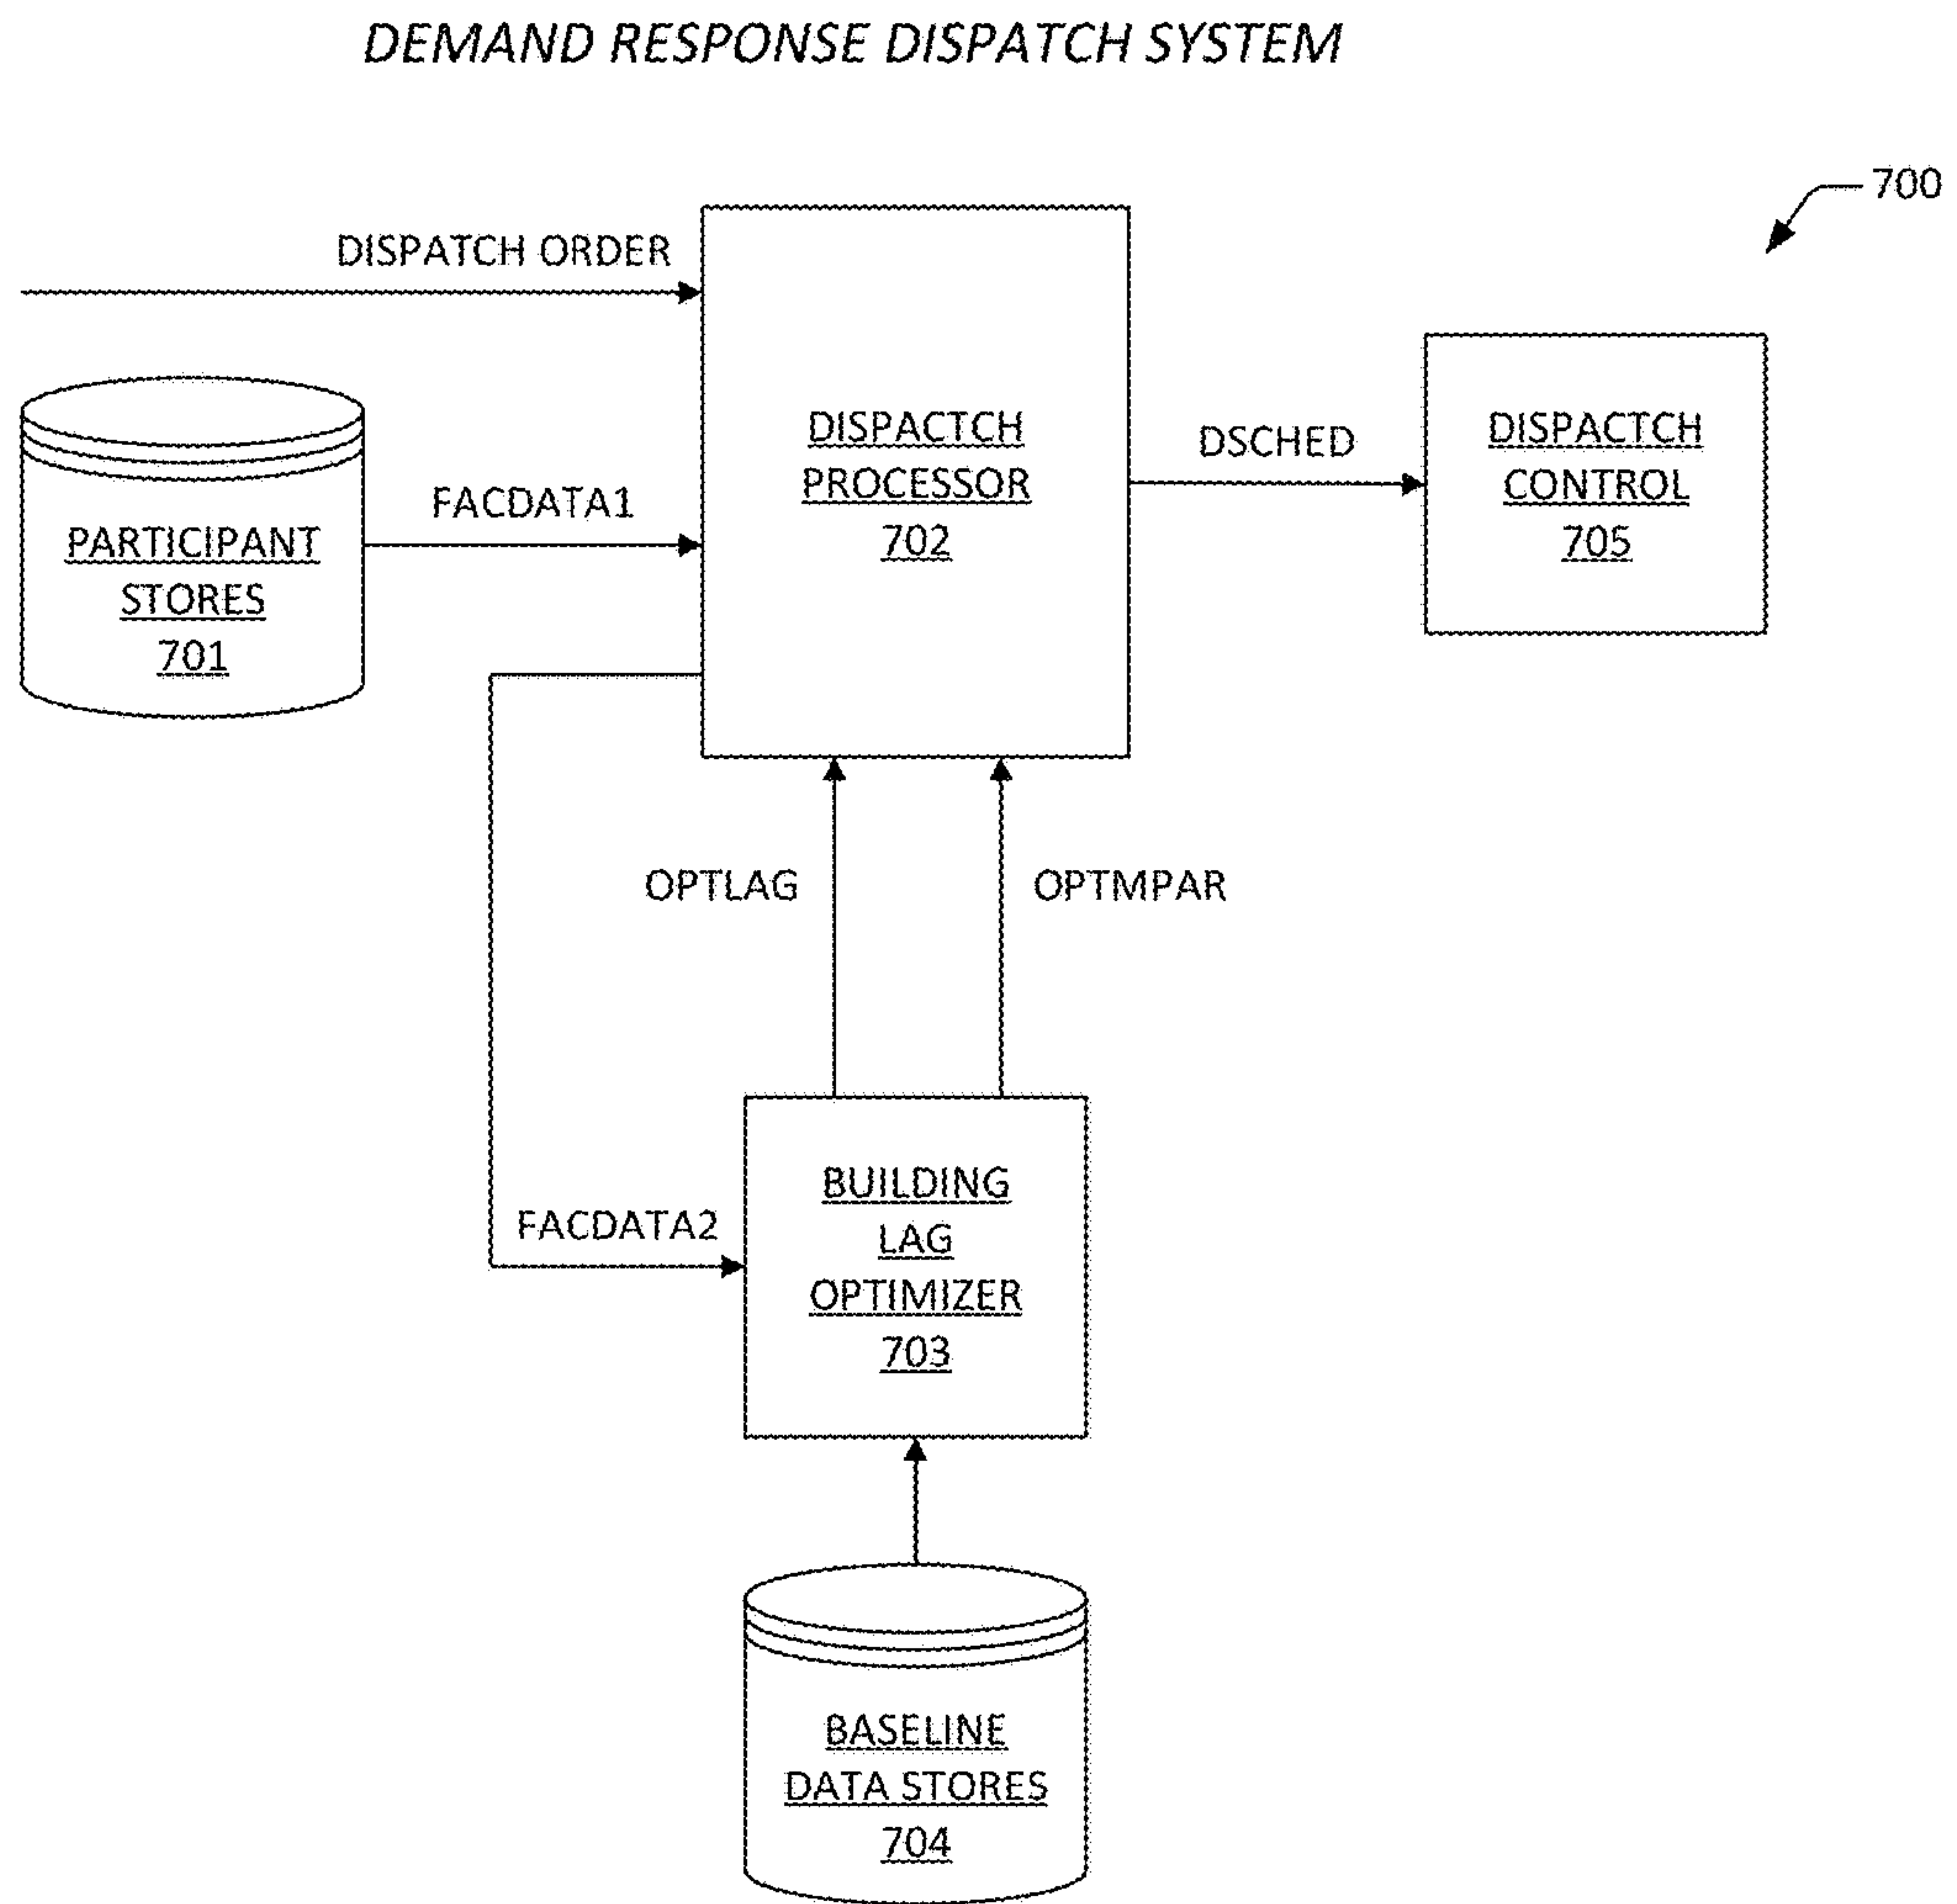 DEMAND RESPONSE DISPATCH SYSTEM
700
DISPATCH ORDER
PARTICIPANT
STORES
701
FACDATA1
DISPACTCH
PROCESSOR
702
DSCHED
DISPACTCH
CONTROL
705
OPTLAG
OPTMPAR
FACDATA2
BUILDING
LAG
OPTIMIZER
703
BASELINE
DATA STORES
704